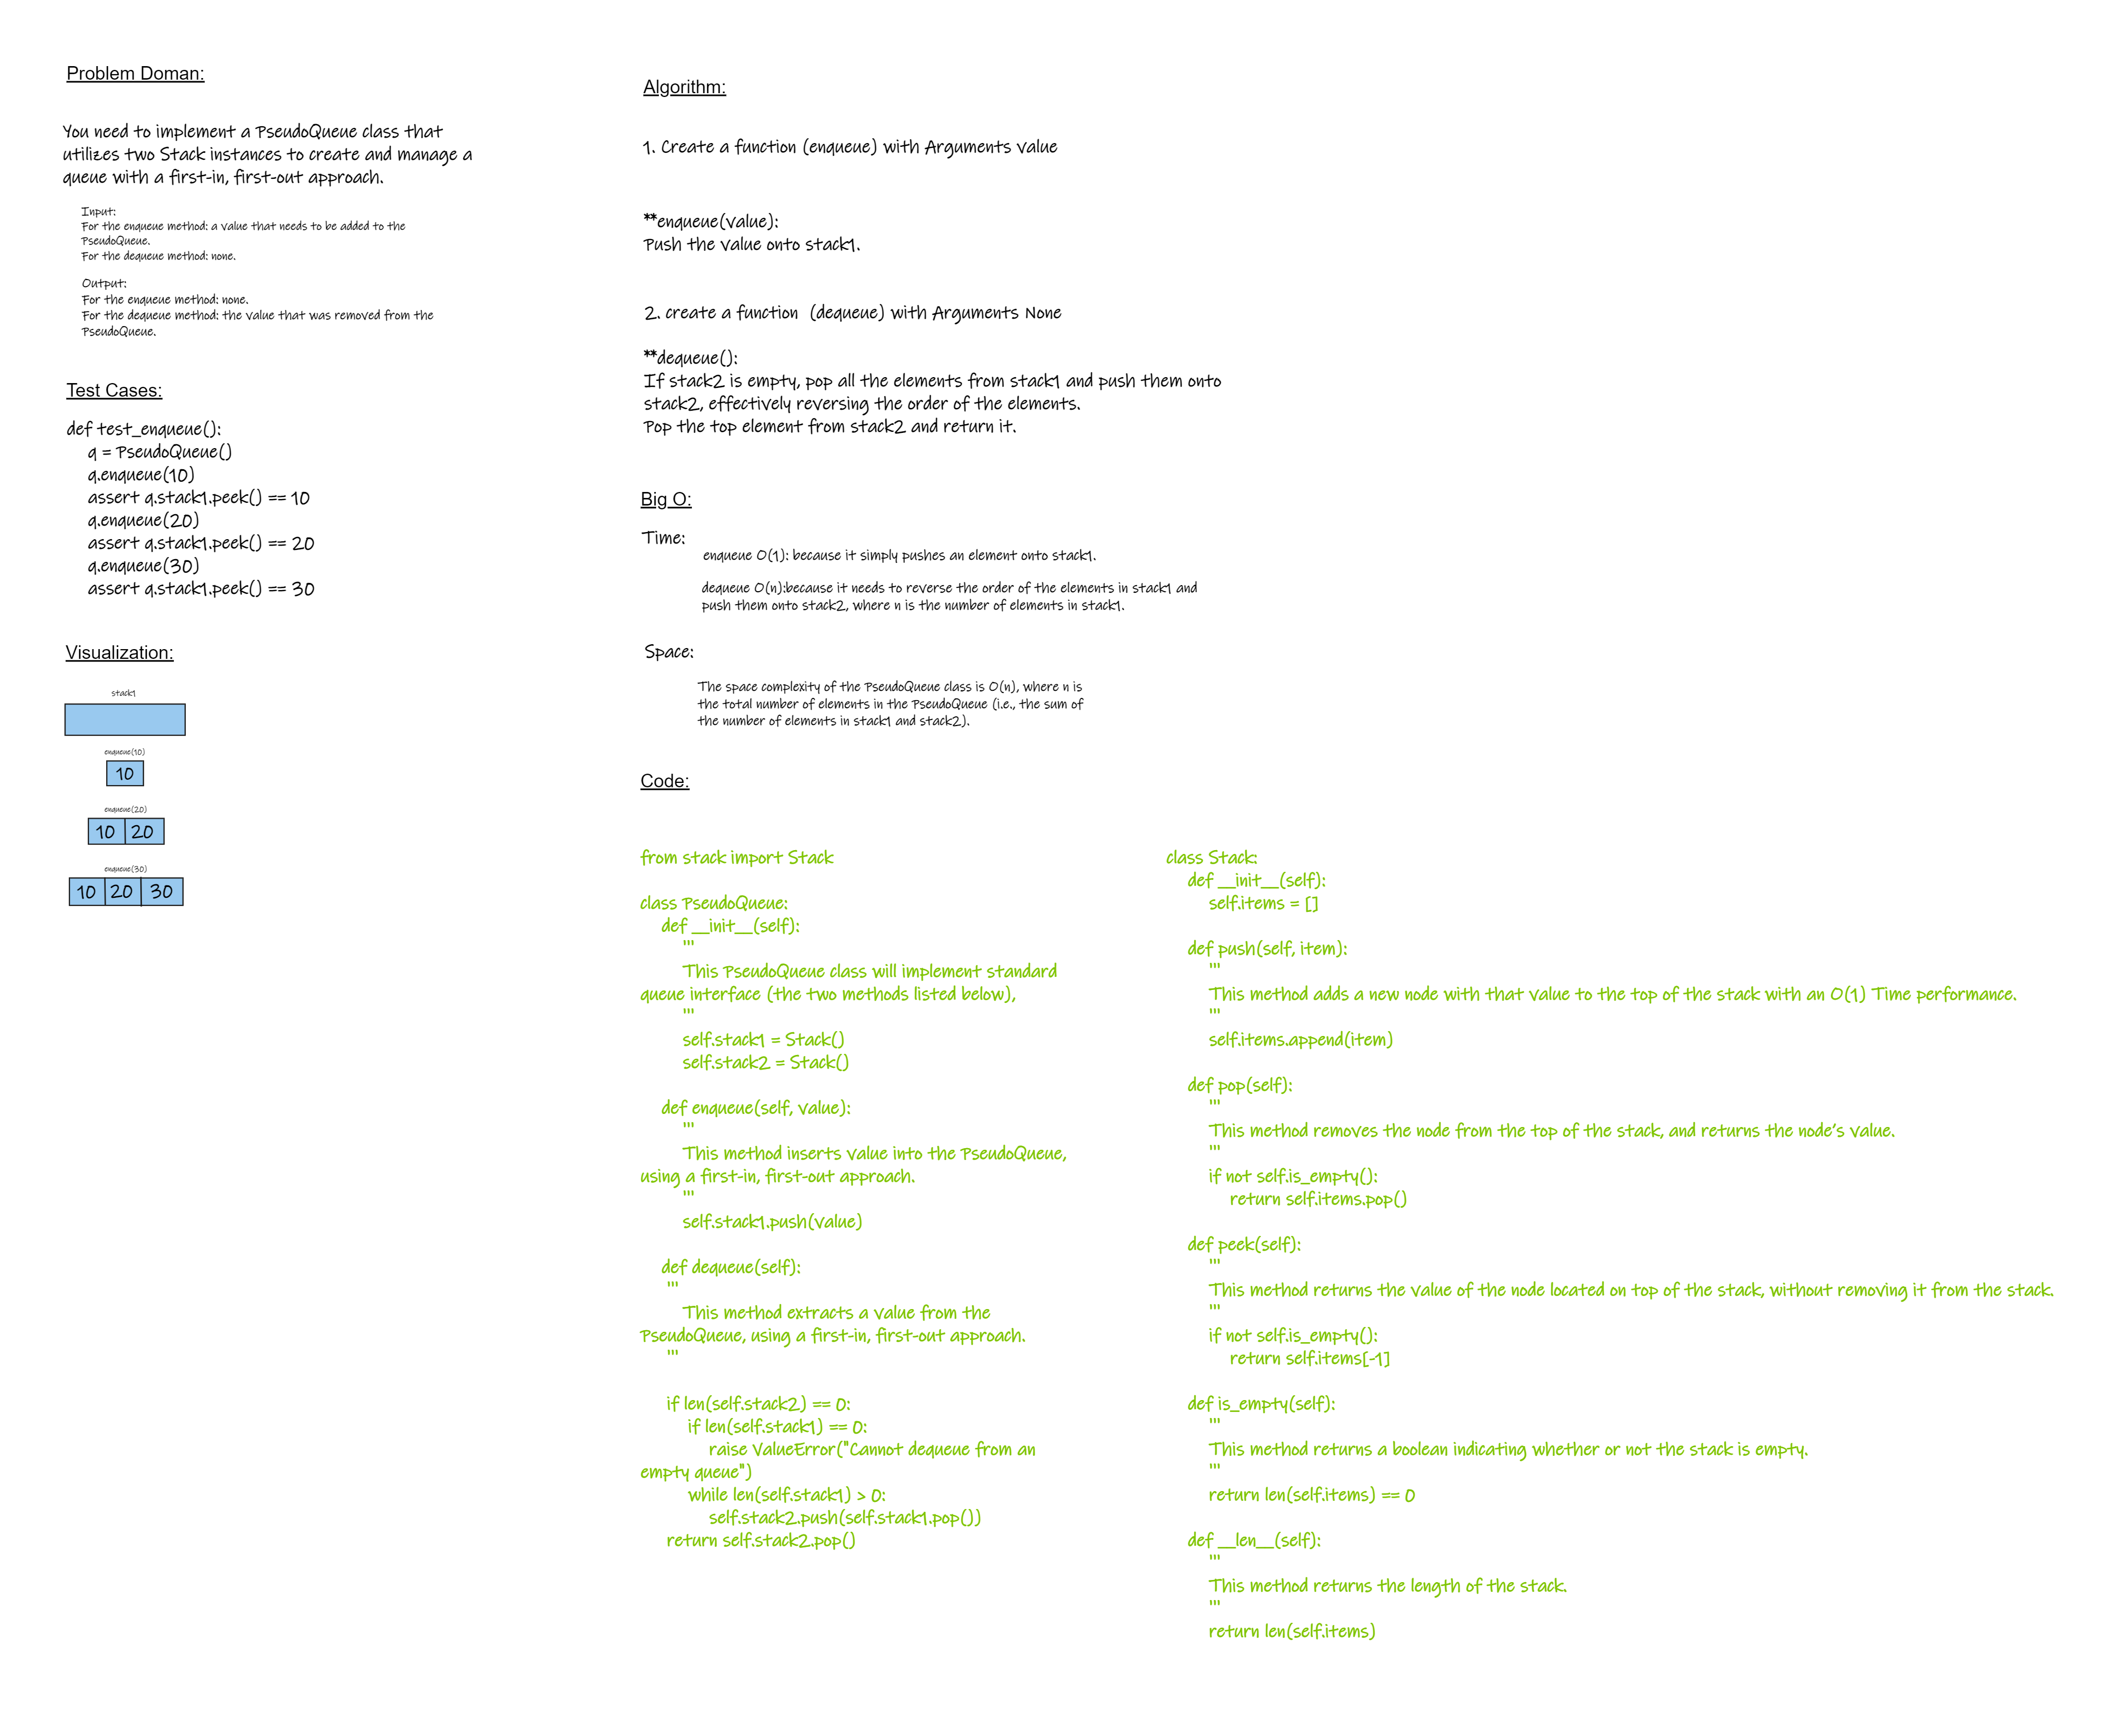 Problem Doman:
You need to implement a PseudoQueue class that
utilizes two Stack instances to create and manage a
queue with a first-in, first-out approach.
Input:
For the enqueue method: a value that needs to be added to the
PseudoQueue.
For the dequeue method: none.
Output:
For the enqueue method: none.
For the dequeue method: the value that was removed from the
PseudoQueue.
Test Cases:
def test_enqueue():
q = PseudoQueue()
q.enqueue(10)
assert q.stack1.peek() == 10
q.enqueue(20)
assert q.stack1.peek() == 20
q.enqueue(30)
assert q.stack1.peek() == 30
Visualization:
stack1
enqueue(10)
10
enqueue(20)
10 20
enqueue(30)
10 20 30
Algorithm:
1. Create a function (enqueue) with Arguments value
**enqueue(value):
Push the value onto stack1.
2. create a function (dequeue) with Arguments None
**dequeue():
If stack2 is empty, pop all the elements from stack1 and push them onto
stack2, effectively reversing the order of the elements.
Pop the top element from stack2 and return it.
Big O:
Time:
enqueue O(1): because it simply pushes an element onto stack1.
dequeue O(n):because it needs to reverse the order of the elements in stack1 and
push them onto stack2, where n is the number of elements in stack1.
Space:
The space complexity of the PseudoQueue class is O(n), where n is
the total number of elements in the PseudoQueue (i.e., the sum of
the number of elements in stack1 and stack2).
Code:
from stack import Stack
class PseudoQueue:
def __init__(self):
'''
This PseudoQueue class will implement standard
queue interface (the two methods listed below),
'''
self.stack1 = Stack()
self.stack2 = Stack()
def enqueue(self, value):
'''
This method inserts value into the PseudoQueue,
using a first-in, first-out approach.
'''
self.stack1.push(value)
def dequeue(self):
'''
This method extracts a value from the
PseudoQueue, using a first-in, first-out approach.
'''
if len(self.stack2) == 0:
if len(self.stack1) == 0:
raise ValueError("Cannot dequeue from an
empty queue")
while len(self.stack1) > 0:
self.stack2.push(self.stack1.pop())
return self.stack2.pop()
class Stack:
def __init__(self):
self.items = []
def push(self, item):
'''
This method adds a new node with that value to the top of the stack with an O(1) Time performance.
'''
self.items.append(item)
def pop(self):
'''
This method removes the node from the top of the stack, and returns the node's value.
'''
if not self.is_empty():
return self.items.pop()
def peek(self):
'''
This method returns the value of the node located on top of the stack, without removing it from the stack.
'''
if not self.is_empty():
return self.items[-1]
def is_empty(self):
'''
This method returns a boolean indicating whether or not the stack is empty.
'''
return len(self.items) == 0
def __len__(self):
'''
This method returns the length of the stack.
'''
return len(self.items)